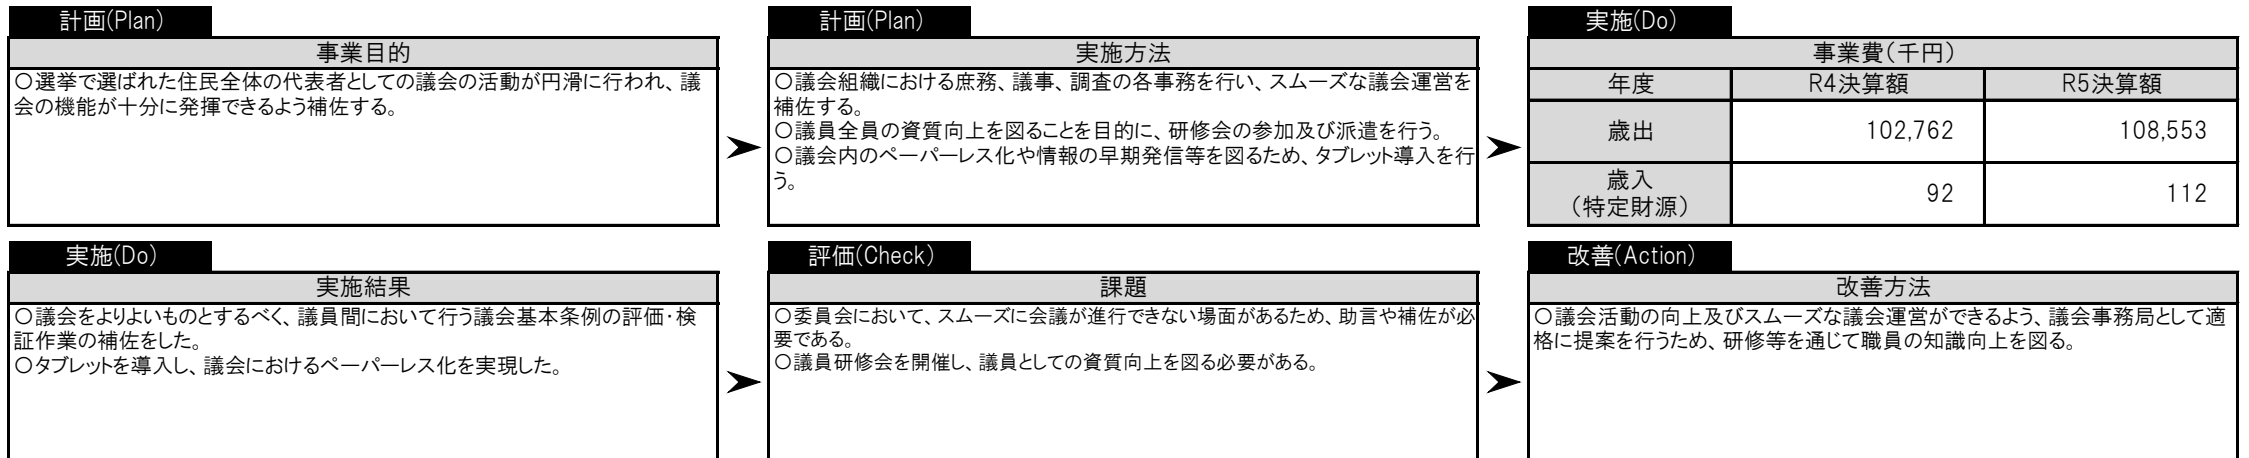 計画(Plan)
事業目的
〇選挙で選ばれた住民全体の代表者としての議会の活動が円滑に行われ、議
会の機能が十分に発揮できるよう補佐する。
計画(Plan)
実施方法
〇議会組織における庶務、議事、調査の各事務を行い、スムーズな議会運営を
補佐する。
〇議員全員の資質向上を図ることを目的に、研修会の参加及び派遣を行う。
〇議会内のペーパーレス化や情報の早期発信等を図るため、タブレット導入を行
う。
実施(Do)
事業費(千円)
年度 R4決算額 R5決算額
歳出 102,762 108,553
歳入
(特定財源) 92 112
実施(Do)
実施結果
〇議会をよりよいものとするべく、議員間において行う議会基本条例の評価・検
証作業の補佐をした。
〇タブレットを導入し、議会におけるペーパーレス化を実現した。
評価(Check)
課題
〇委員会において、スムーズに会議が進行できない場面があるため、助言や補佐が必
要である。
〇議員研修会を開催し、議員としての資質向上を図る必要がある。
改善(Action)
改善方法
〇議会活動の向上及びスムーズな議会運営ができるよう、議会事務局として適
格に提案を行うため、研修等を通じて職員の知識向上を図る。